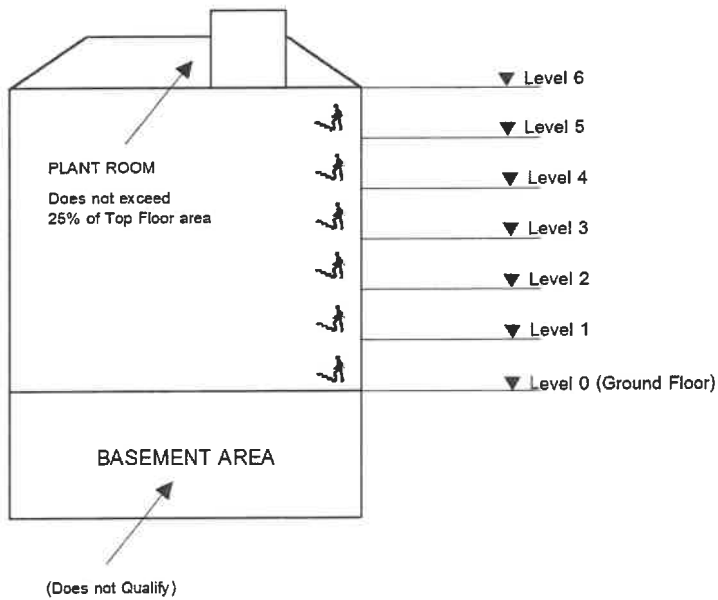 Level 6
Level 5
PLANT ROOM
Does not exceed
25% of Top Floor area
Level 4
Level 3
Level 2
Level 1
Level 0 (Ground Floor)
BASEMENT AREA
(Does not Qualify)